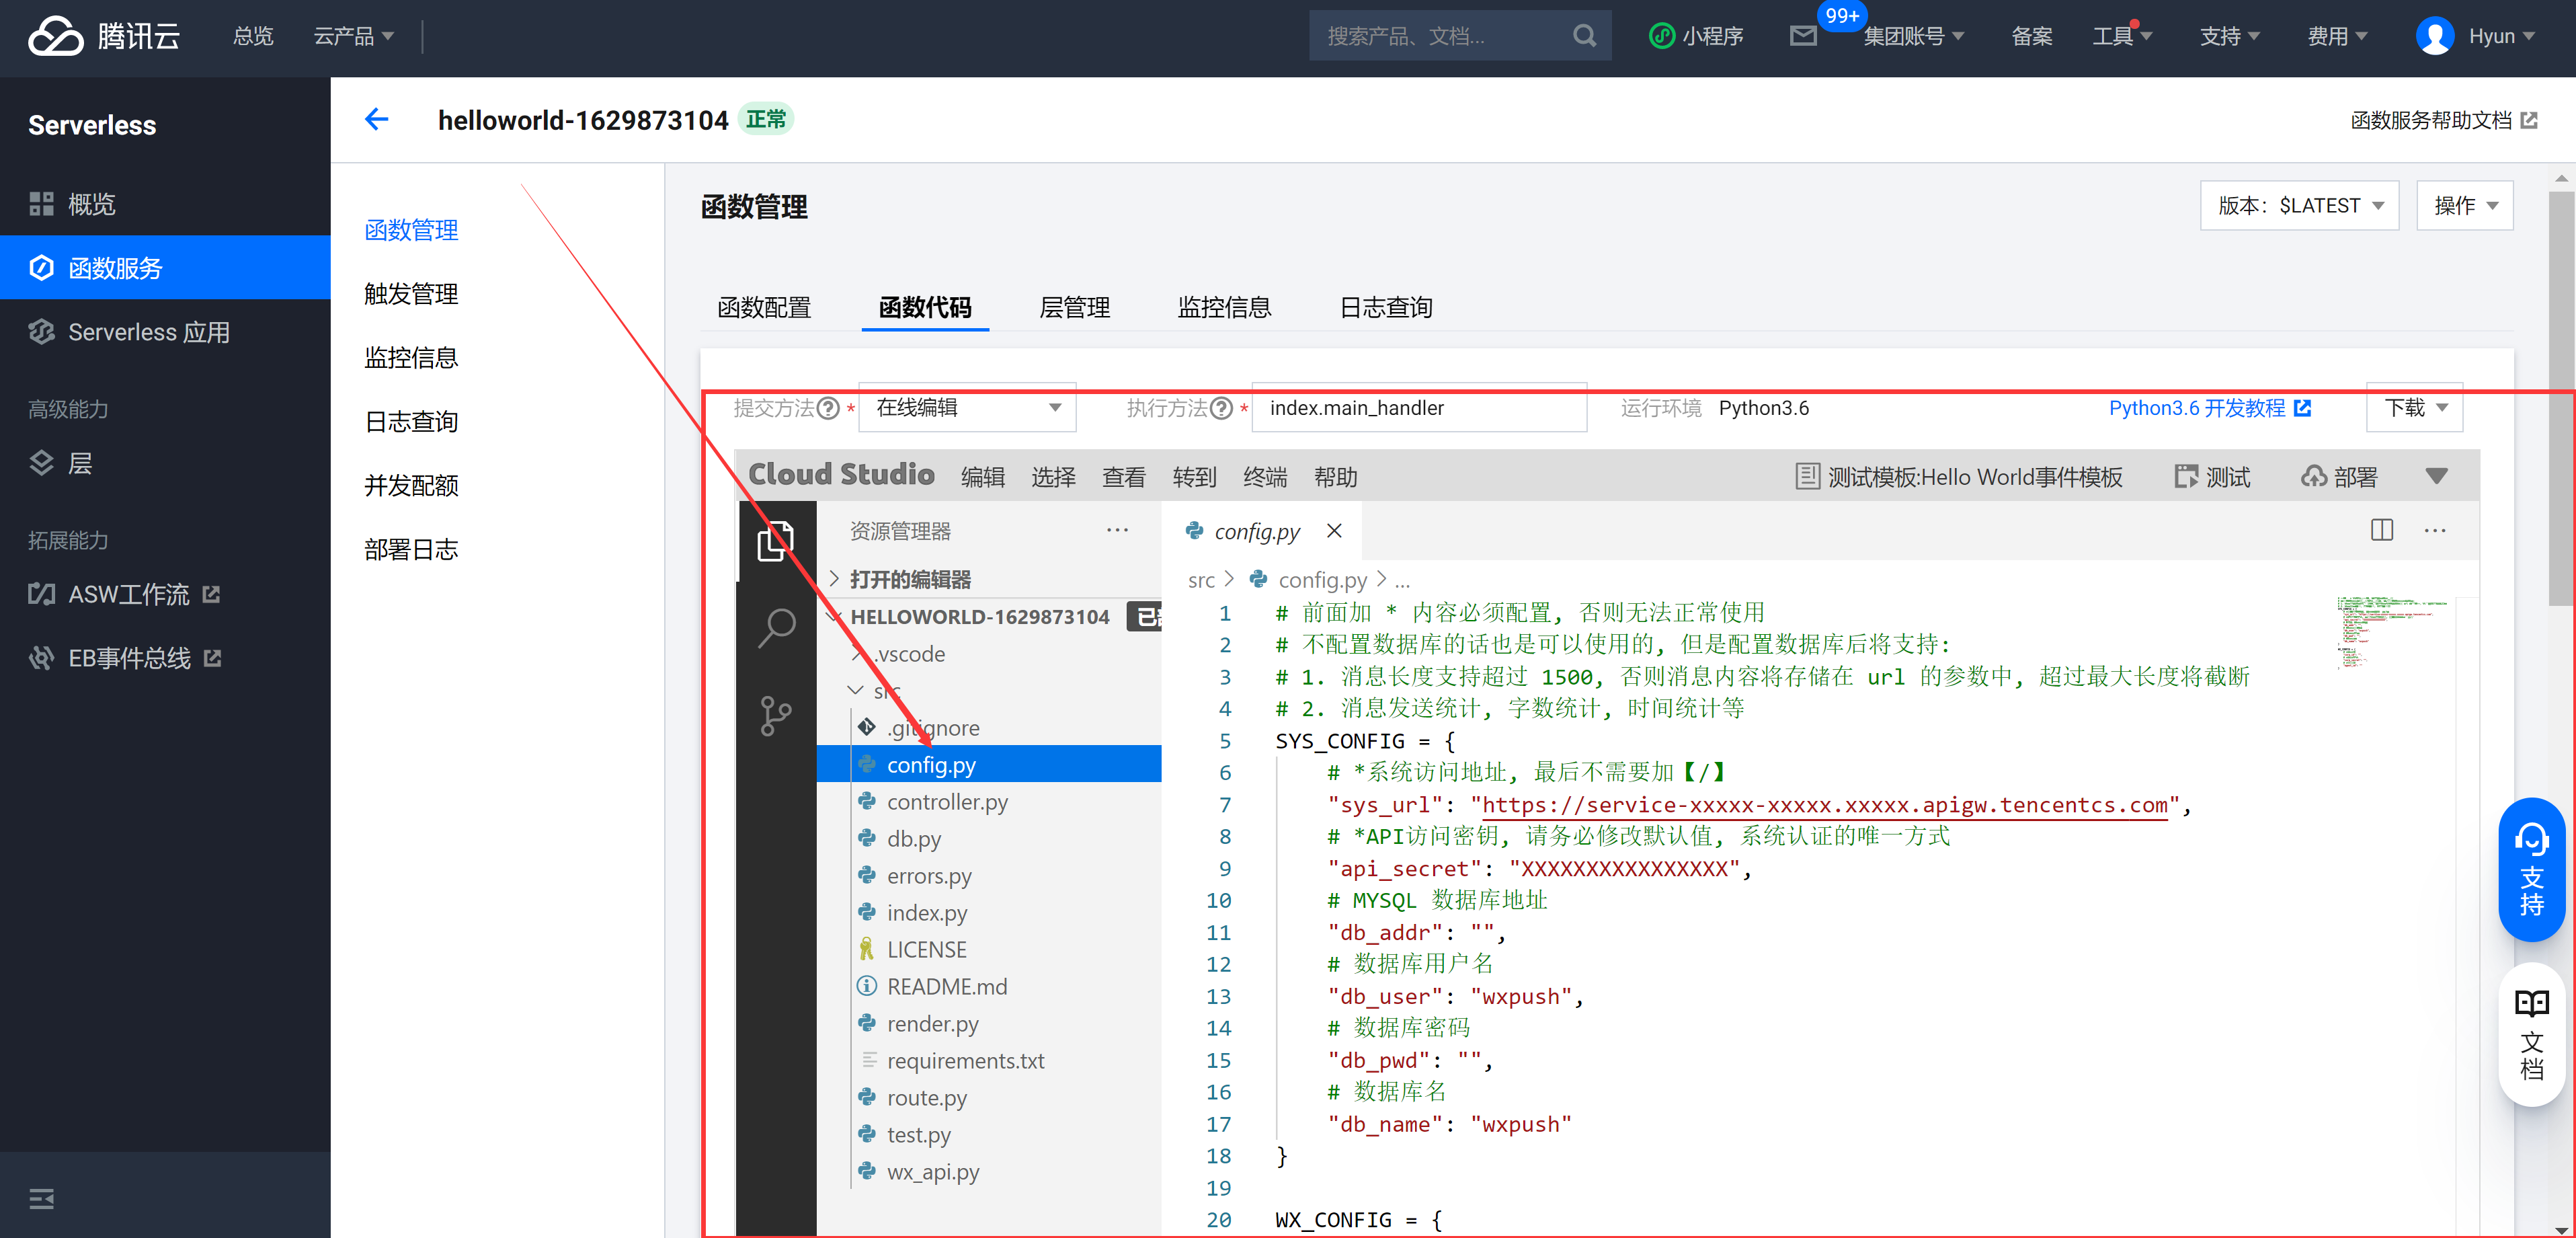 腾讯云 总览 云产品 搜索产品、文档... 小程序 99+ 集团账号 备案 工具 支持 费用 Hyun
Serverless
概览
函数服务
Serverless 应用
高级能力
层
拓展能力
ASW工作流
EB事件总线
helloworld-1629873104 正常 函数服务帮助文档
函数管理
触发管理
监控信息
日志查询
并发配额
部署日志
函数管理 版本：$LATEST 操作
函数配置 函数代码 层管理 监控信息 日志查询
提交方法 * 在线编辑 执行方法 * index.main_handler 运行环境 Python3.6 Python3.6 开发教程 下载
Cloud Studio 编辑 选择 查看 转到 终端 帮助 测试模板:Hello World事件模板 测试 部署
资源管理器 ...
打开的编辑器
HELLOWORLD-1629873104 已
.vscode
src
.gitignore
config.py
controller.py
db.py
errors.py
index.py
LICENSE
README.md
render.py
requirements.txt
route.py
test.py
wx_api.py
config.py ...
src > config.py > ...
1 # 前面加 * 内容必须配置, 否则无法正常使用
2 # 不配置数据库的话也是可以使用的, 但是配置数据库后将支持:
3 # 1. 消息长度支持超过 1500, 否则消息内容将存储在 url 的参数中, 超过最大长度将截断
4 # 2. 消息发送统计, 字数统计, 时间统计等
5 SYS_CONFIG = {
6 # *系统访问地址, 最后不需要加【/】
7 "sys_url": "https://service-xxxxx-xxxxx.xxxxx.apigw.tencentcs.com",
8 # *API访问密钥, 请务必修改默认值, 系统认证的唯一方式
9 "api_secret": "XXXXXXXXXXXXXXXX",
10 # MYSQL 数据库地址
11 "db_addr": "",
12 # 数据库用户名
13 "db_user": "wxpush",
14 # 数据库密码
15 "db_pwd": "",
16 # 数据库名
17 "db_name": "wxpush"
18 }
19
20 WX_CONFIG = {
支持
文档